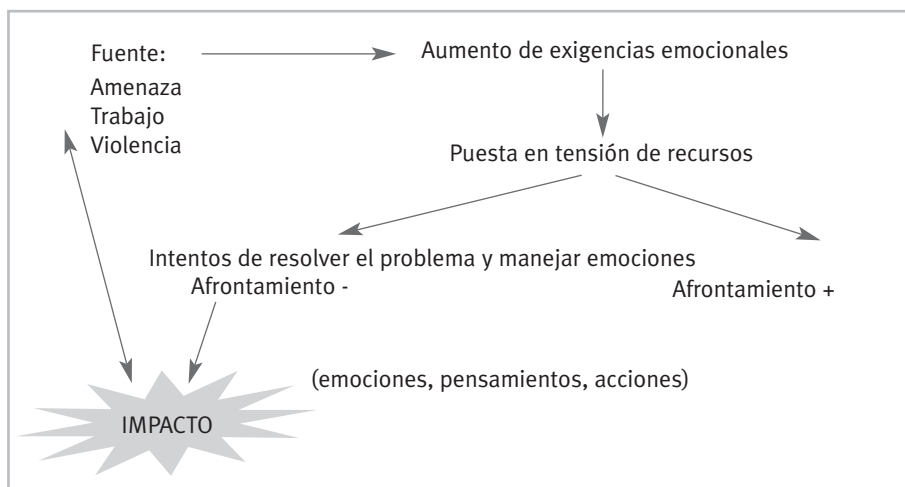 Fuente:
Amenaza
Trabajo
Violencia
Aumento de exigencias emocionales
Puesta en tensión de recursos
Intentos de resolver el problema y manejar emociones
Afrontamiento -
Afrontamiento +
(emociones, pensamientos, acciones)
IMPACTO